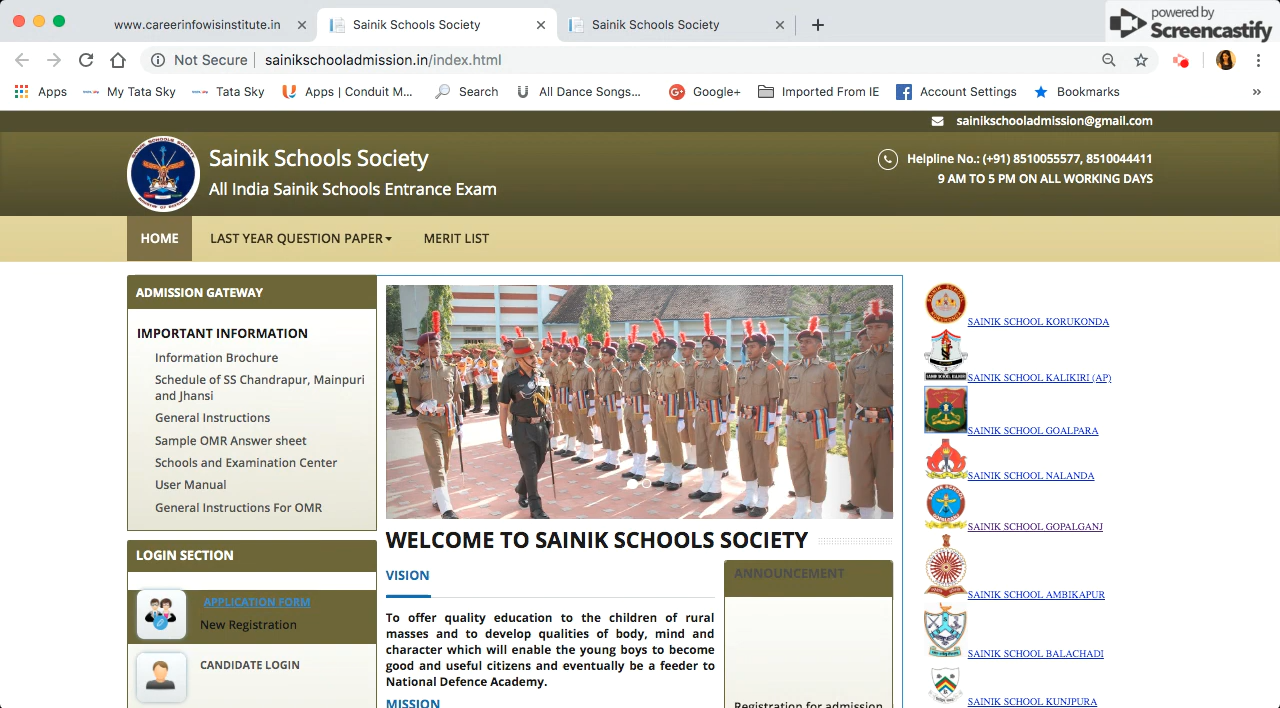 www.careerinfowisinstitute.in
Sainik Schools Society
Sainik Schools Society
powered by
Screencastify
Not Secure
sainikschooladmission.in/index.html
Apps
My Tata Sky
Tata Sky
Apps | Conduit M...
Search
All Dance Songs...
Google+
Imported From IE
Account Settings
Bookmarks
sainikschooladmission@gmail.com
Sainik Schools Society
All India Sainik Schools Entrance Exam
Helpline No.: (+91) 8510055577, 8510044411
9 AM TO 5 PM ON ALL WORKING DAYS
HOME
LAST YEAR QUESTION PAPER
MERIT LIST
ADMISSION GATEWAY
IMPORTANT INFORMATION
Information Brochure
Schedule of SS Chandrapur, Mainpuri
and Jhansi
General Instructions
Sample OMR Answer sheet
Schools and Examination Center
User Manual
General Instructions For OMR
LOGIN SECTION
APPLICATION FORM
New Registration
CANDIDATE LOGIN
WELCOME TO SAINIK SCHOOLS SOCIETY
VISION
To offer quality education to the children of rural
masses and to develop qualities of body, mind and
character which will enable the young boys to become
good and useful citizens and eventually be a feeder to
National Defence Academy.
MISSION
ANNOUNCEMENT
Registration for admission
SAINIK SCHOOL KORUKONDA
SAINIK SCHOOL KALIKIRI (AP)
SAINIK SCHOOL GOALPARA
SAINIK SCHOOL NALANDA
SAINIK SCHOOL GOPALGANJ
SAINIK SCHOOL AMBIKAPUR
SAINIK SCHOOL BALACHADI
SAINIK SCHOOL KUNJPURA